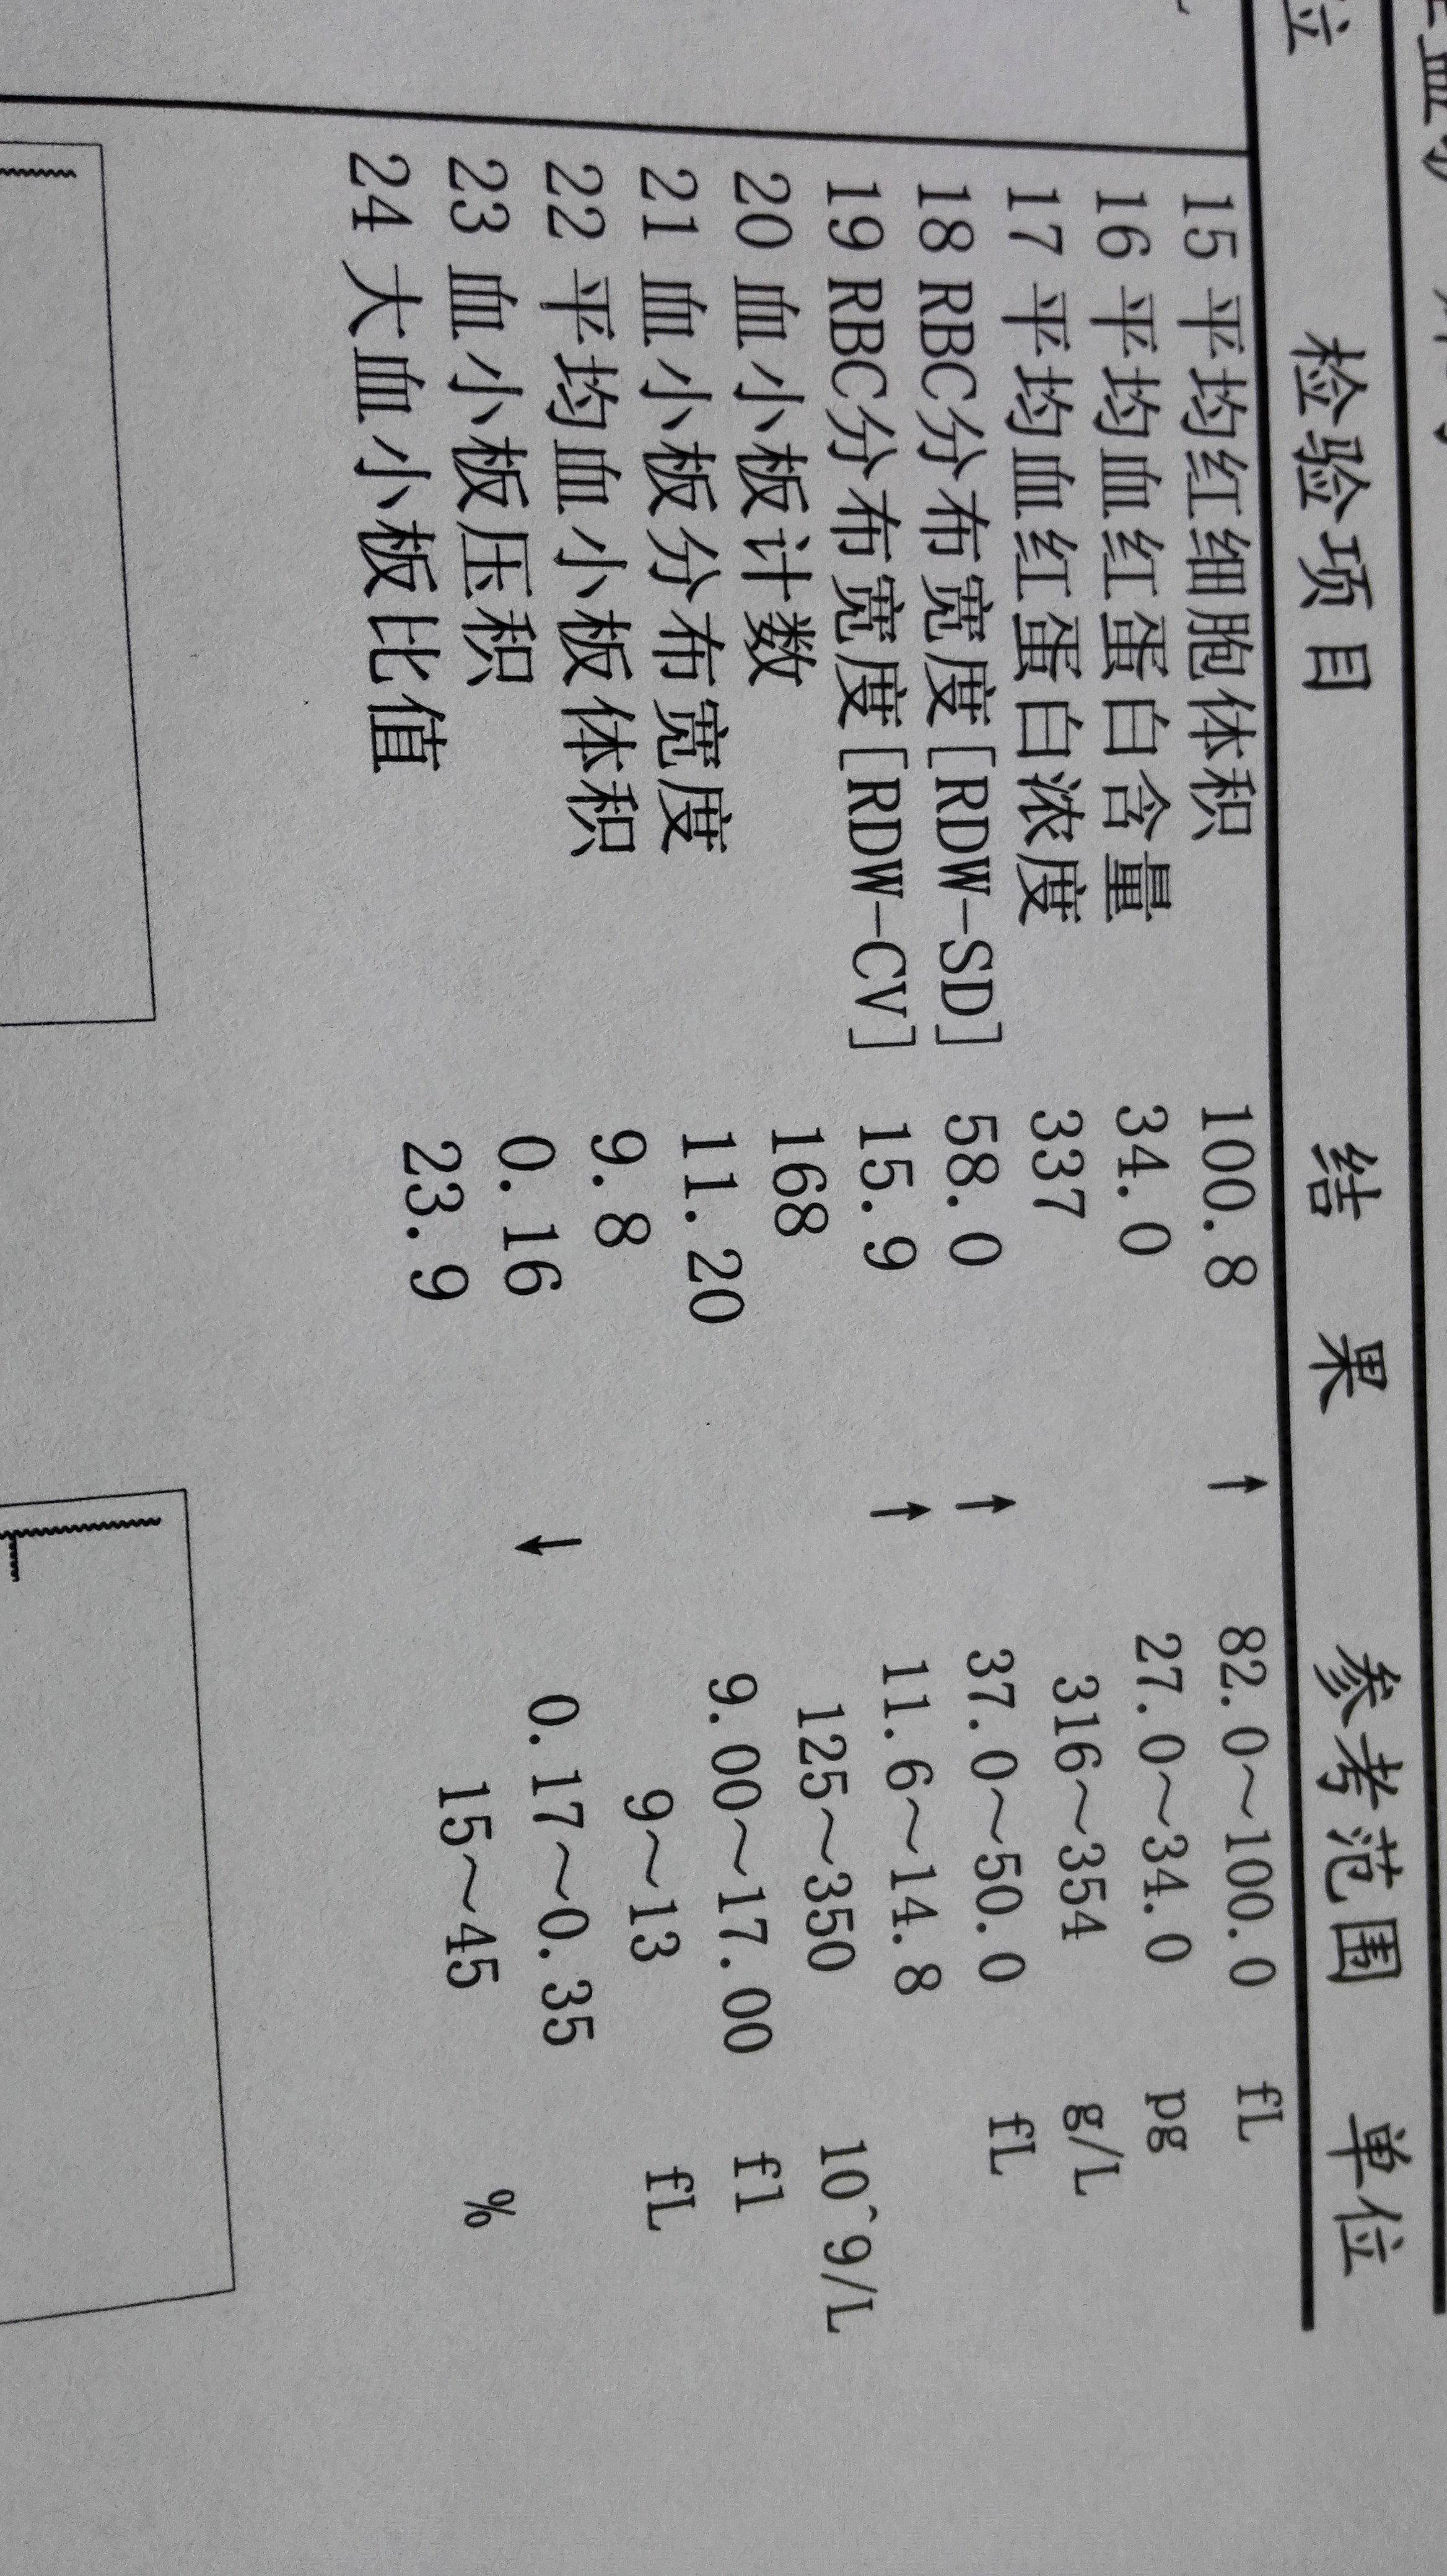 位 检验项目 结 果 参考范围 单位
15 平均红细胞体积 100.8 ↑ 82.0～100.0 fL
16 平均血红蛋白含量 34.0 27.0～34.0 pg
17 平均血红蛋白浓度 337 316～354 g/L
18 RBC分布宽度[RDW-SD] 58.0 ↑ 37.0～50.0 fL
19 RBC分布宽度[RDW-CV] 15.9 ↑ 11.6～14.8
20 血小板计数 168 125～350 10^9/L
21 血小板分布宽度 11.20 9.00～17.00 fl
22 平均血小板体积 9.8 9～13 fL
23 血小板压积 0.16 ↓ 0.17～0.35
24 大血小板比值 23.9 15～45 %